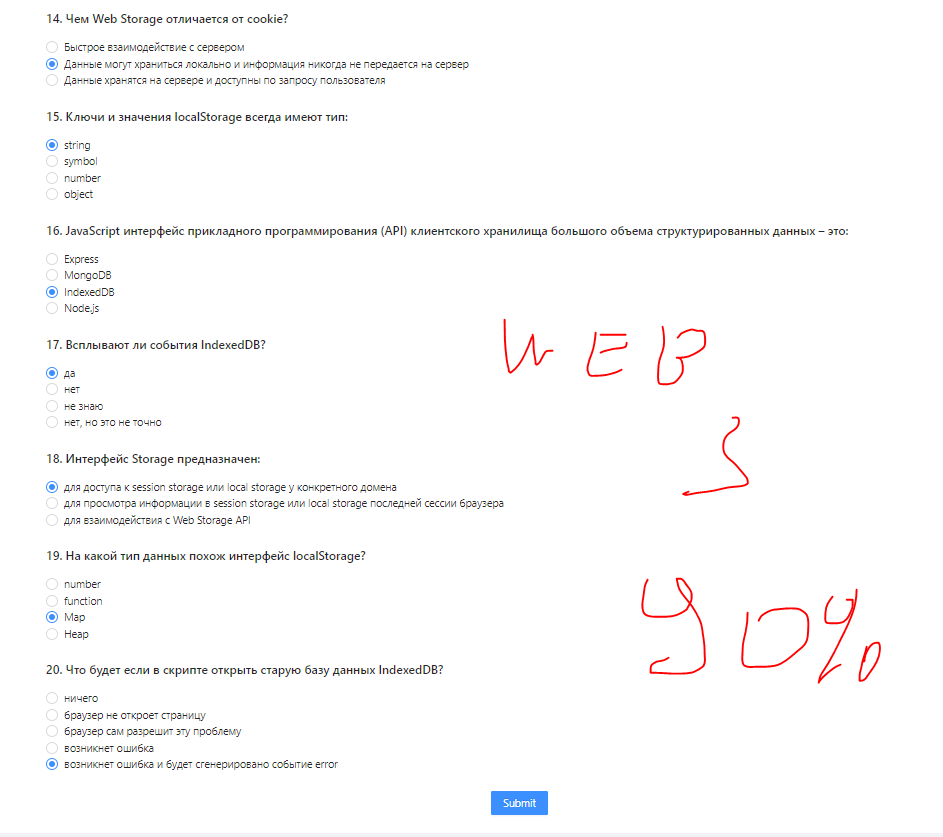 14. Чем Web Storage отличается от cookie?
Быстрое взаимодействие с сервером
Данные могут храниться локально и информация никогда не передается на сервер
Данные хранятся на сервере и доступны по запросу пользователя
15. Ключи и значения localStorage всегда имеют тип:
string
symbol
number
object
16. JavaScript интерфейс прикладного программирования (API) клиентского хранилища большого объема структурированных данных – это:
Express
MongoDB
IndexedDB
Node.js
17. Всплывают ли события IndexedDB?
да
нет
не знаю
нет, но это не точно
WEB
3
18. Интерфейс Storage предназначен:
для доступа к session storage или local storage у конкретного домена
для просмотра информации в session storage или local storage последней сессии браузера
для взаимодействия с Web Storage API
19. На какой тип данных похож интерфейс localStorage?
number
function
Map
Heap
90%
20. Что будет если в скрипте открыть старую базу данных IndexedDB?
ничего
браузер не откроет страницу
браузер сам разрешит эту проблему
возникнет ошибка
возникнет ошибка и будет сгенерировано событие error
Submit